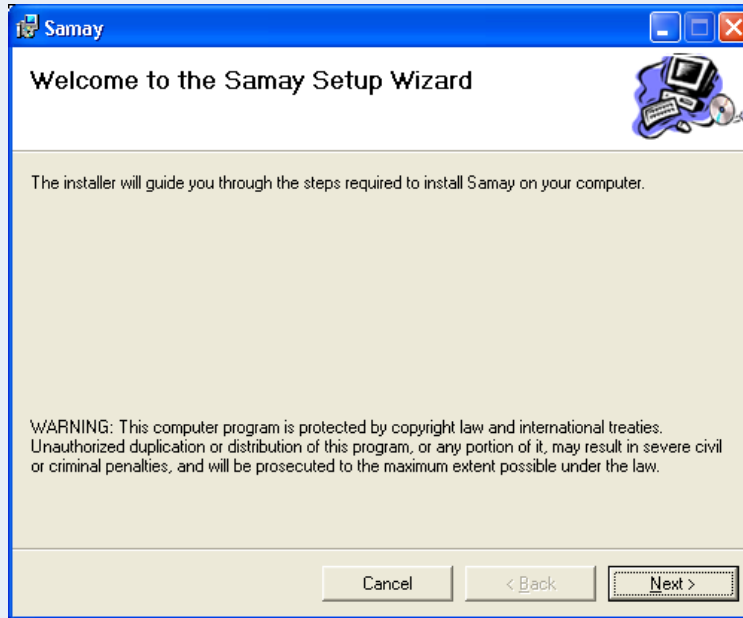 Samay
Welcome to the Samay Setup Wizard
The installer will guide you through the steps required to install Samay on your computer.
WARNING: This computer program is protected by copyright law and international treaties.
Unauthorized duplication or distribution of this program, or any portion of it, may result in severe civil
or criminal penalties, and will be prosecuted to the maximum extent possible under the law.
Cancel < Back Next >